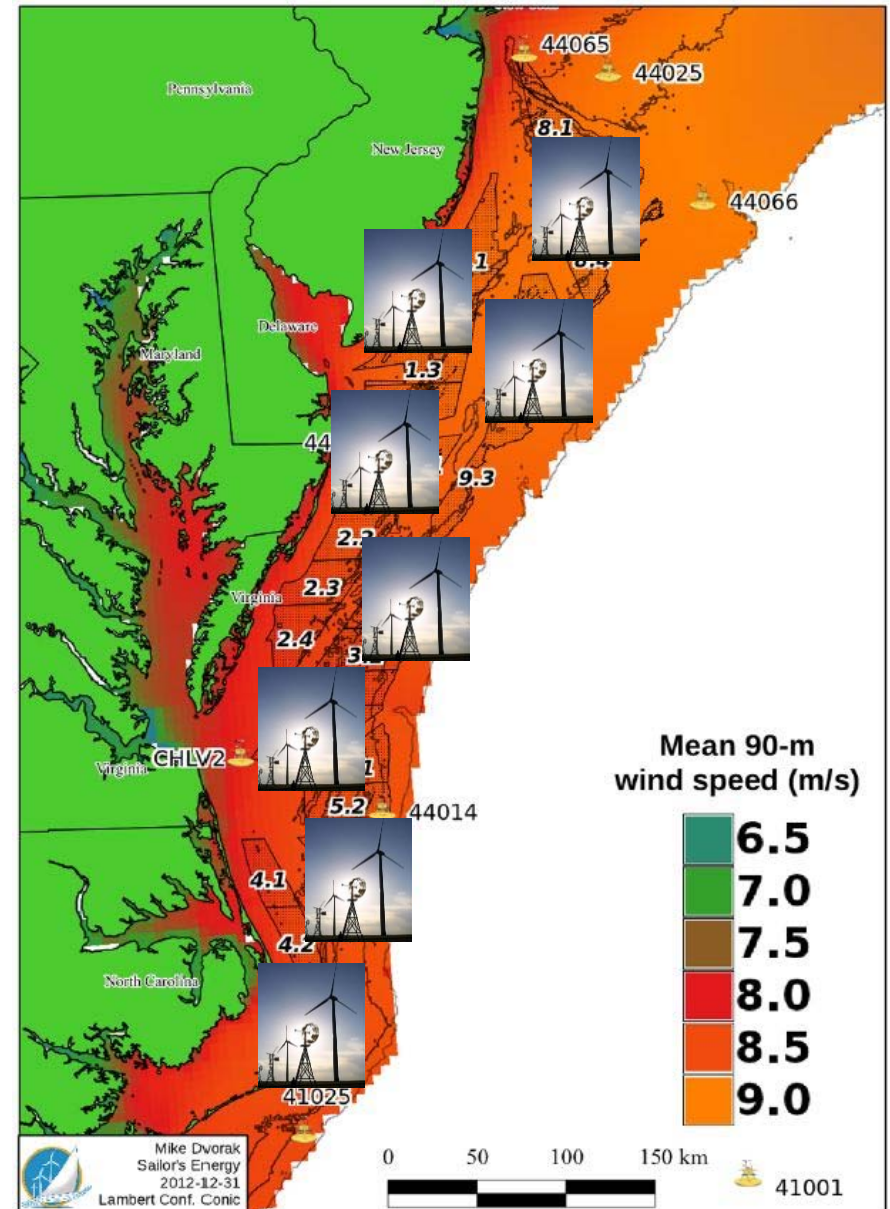 44065
44025
Pennsylvania
8.1
New Jersey
44066
Delaware
Maryland
1.3
44
9.3
2.3
Virginia
2.4
CHLV2
Virginia
5.2
44014
4.1
4.2
North Carolina
41025
Mean 90-m
wind speed (m/s)
6.5
7.0
7.5
8.0
8.5
9.0
Mike Dvorak
Sailor's Energy
2012-12-31
Lambert Conf. Conic
0 50 100 150 km
41001